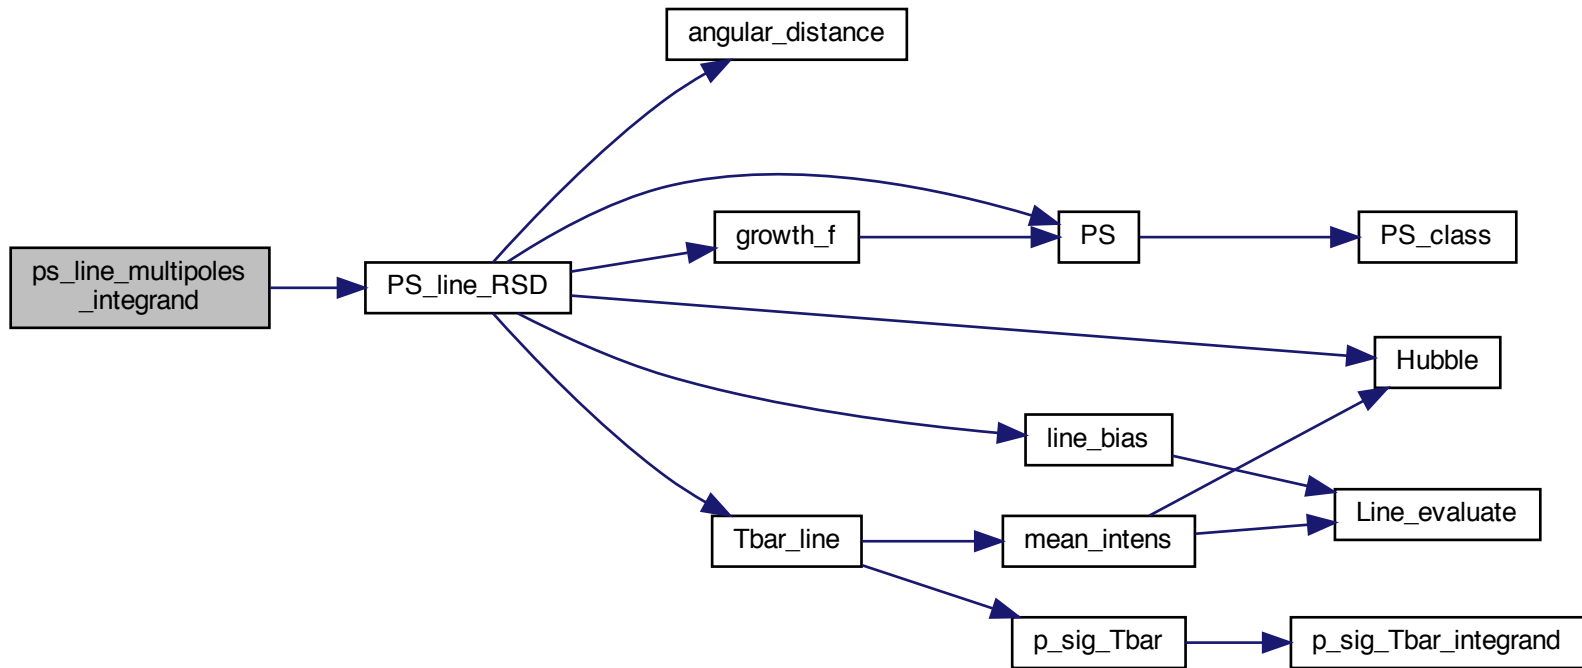 angular_distance
growth_f
PS
PS_class
ps_line_multipoles
_integrand
PS_line_RSD
Hubble
line_bias
Line_evaluate
Tbar_line
mean_intens
p_sig_Tbar
p_sig_Tbar_integrand